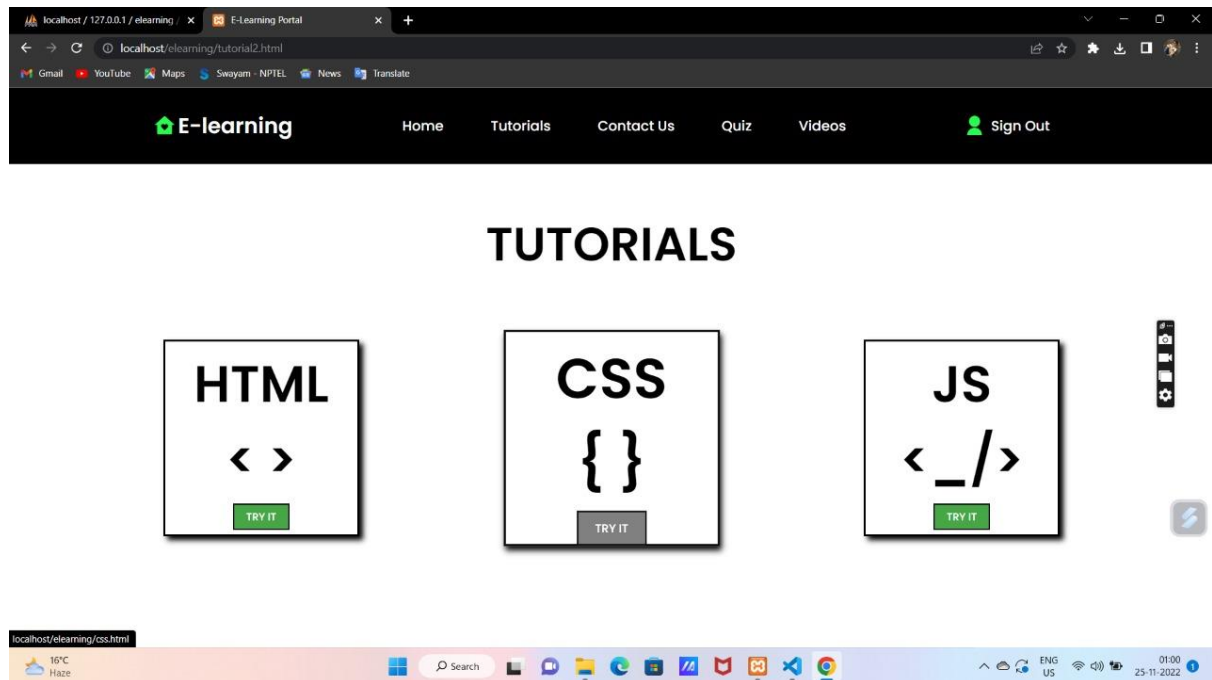 localhost / 127.0.0.1 / elearning /
E-Learning Portal
localhost/elearning/tutorial2.html
Gmail YouTube Maps Swayam - NPTEL News Translate
E-learning Home Tutorials Contact Us Quiz Videos Sign Out
TUTORIALS
HTML CSS JS
< > { } <_/>
TRY IT TRY IT TRY IT
localhost/elearning/css.html
16°C
Haze
Search
ENG
US
01:00
25-11-2022
1